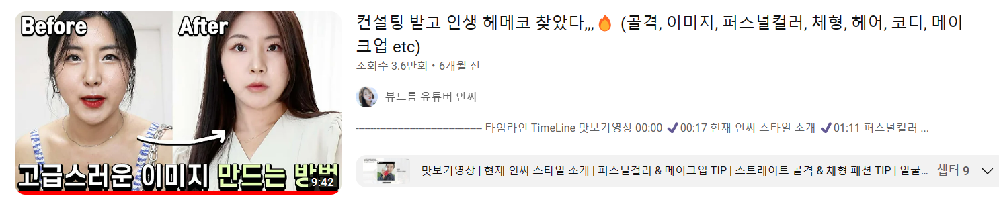 Before
After
고급스러운 이미지 만드는 방법
9:42
컨설팅 받고 인생 헤메코 찾았다,,,🔥 (골격, 이미지, 퍼스널컬러, 체형, 헤어, 코디, 메이
크업 etc)
조회수 3.6만회 • 6개월 전
뷰드름 유튜버 인씨
---------------------------------------- 타임라인 TimeLine 맛보기영상 00:00 ✔00:17 현재 인씨 스타일 소개 ✔01:11 퍼스널컬러 ...
맛보기영상 | 현재 인씨 스타일 소개 | 퍼스널컬러 & 메이크업 TIP | 스트레이트 골격 & 체형 패션 TIP | 얼굴... 챕터 9